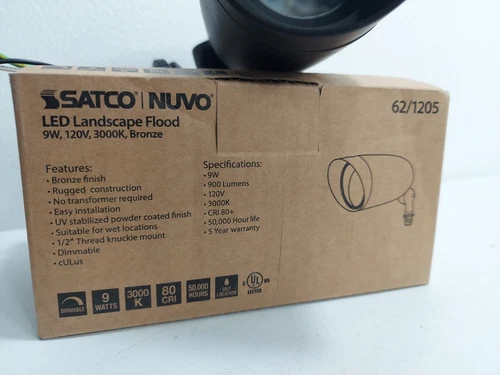 SATCO | NUVO®
62/1205
LED Landscape Flood
9W, 120V, 3000K, Bronze
Features:
• Bronze finish
• Rugged construction
• No transformer required
• Easy installation
• UV stabilized powder coated finish
• Suitable for wet locations
• 1/2" Thread knuckle mount
• Dimmable
• cULus
Specifications:
• 9W
• 900 Lumens
• 120V
• 3000K
• CRI 80+
• 50,000 Hour life
• 5 Year warranty
DIMMABLE
9 WATTS
3000 K
80 CRI
50,000 HOURS
WET LOCATION
C UL US
LISTED